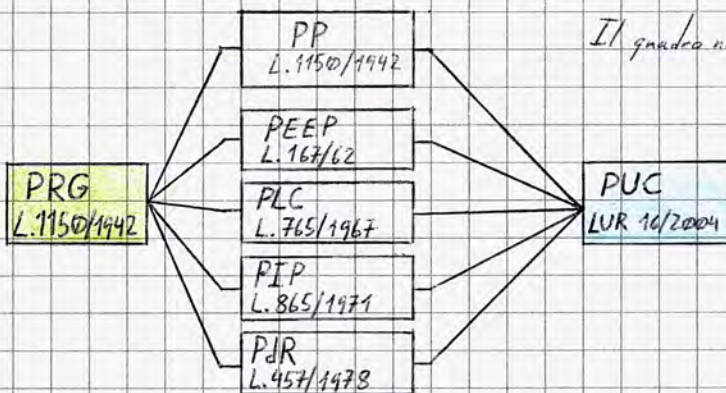 PP
L.1150/1942
Il quadro
PEEP
L.167/62
PRG
L.1150/1942
PLC
L.765/1967
PUC
LUR 16/2004
PIP
L.865/1971
PdR
L.457/1978